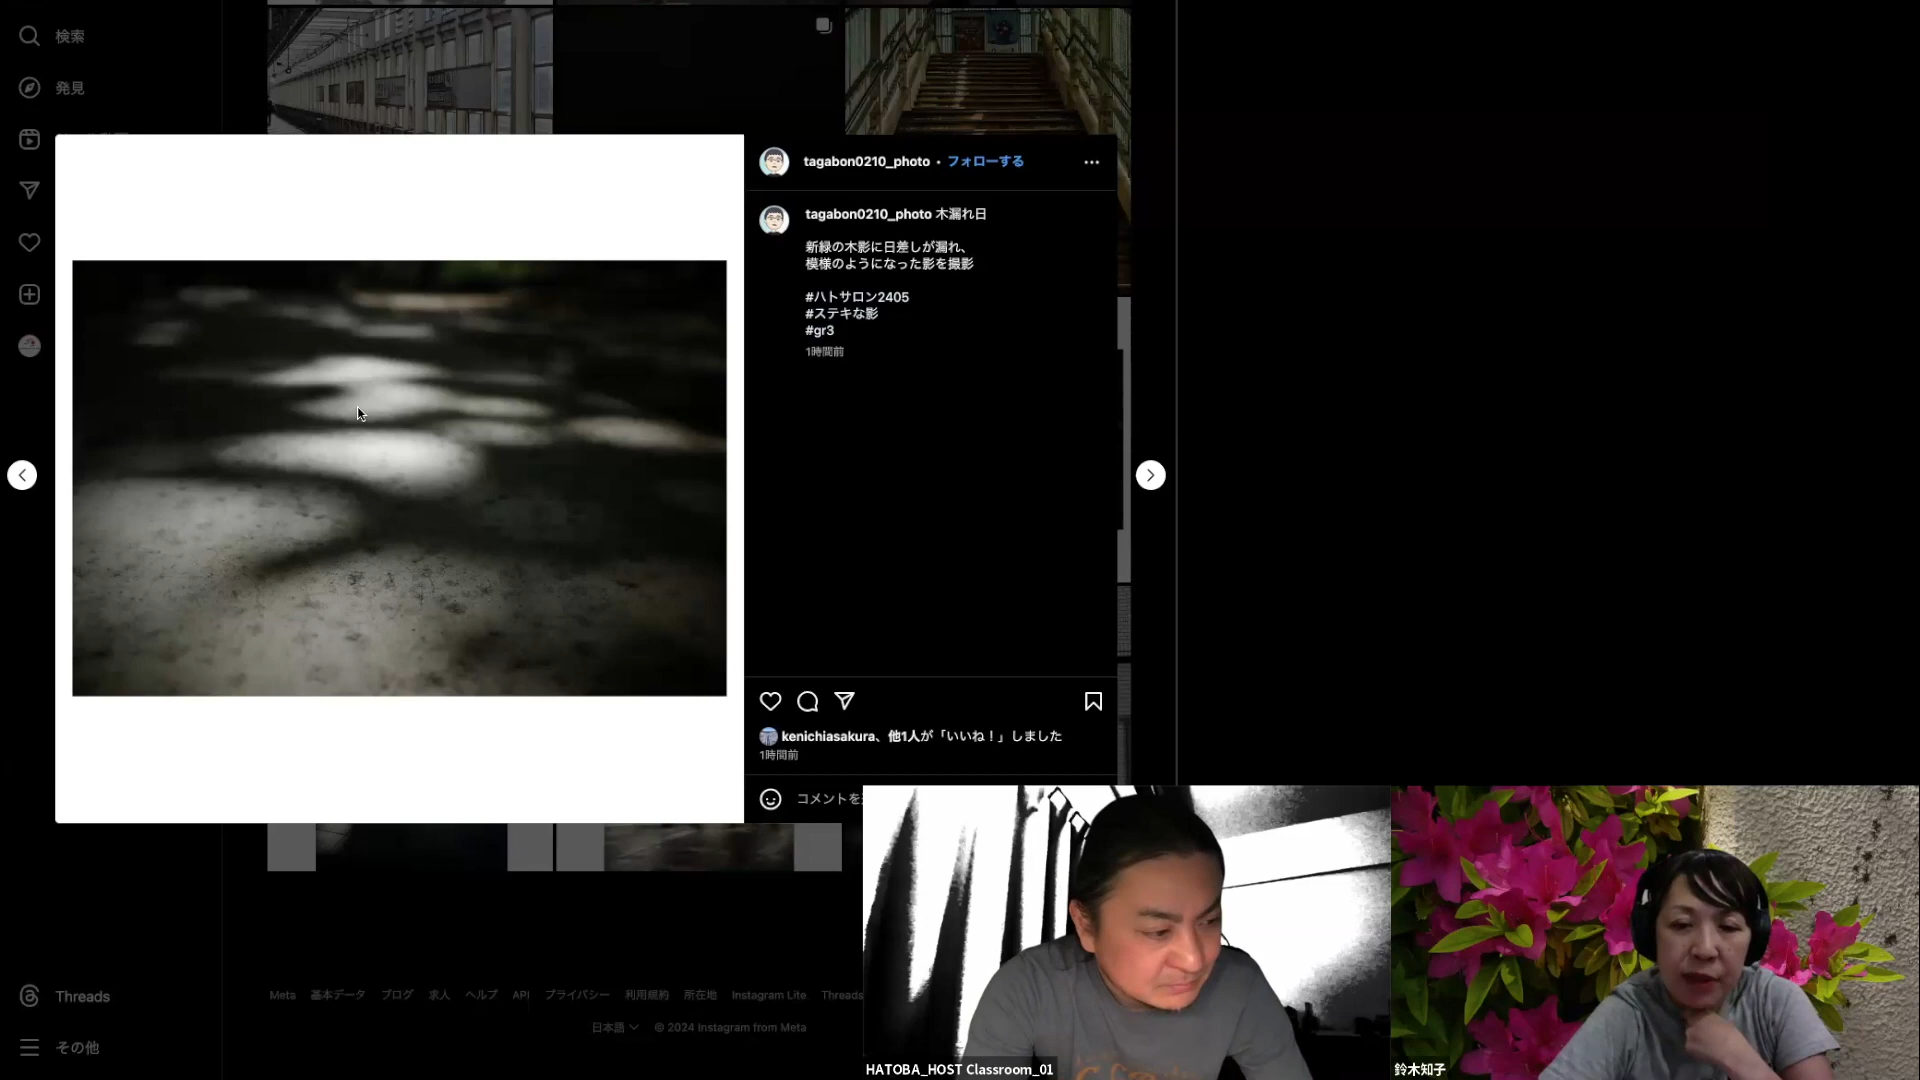 検索
発見
tagabon0210_photo • フォローする
tagabon0210_photo 木漏れ日
新緑の木影に日差しが漏れ、
模様のようになった影を撮影
#ハトサロン2405
#ステキな影
#gr3
1時間前
kenichiasakura、他1人が「いいね！」しました
1時間前
コメントを
Threads
その他
Meta 基本データ ブログ 求人 ヘルプ API プライバシー 利用規約 所在地 Instagram Lite Threads
日本語 © 2024 Instagram from Meta
HATOBA_HOST Classroom_01
鈴木知子